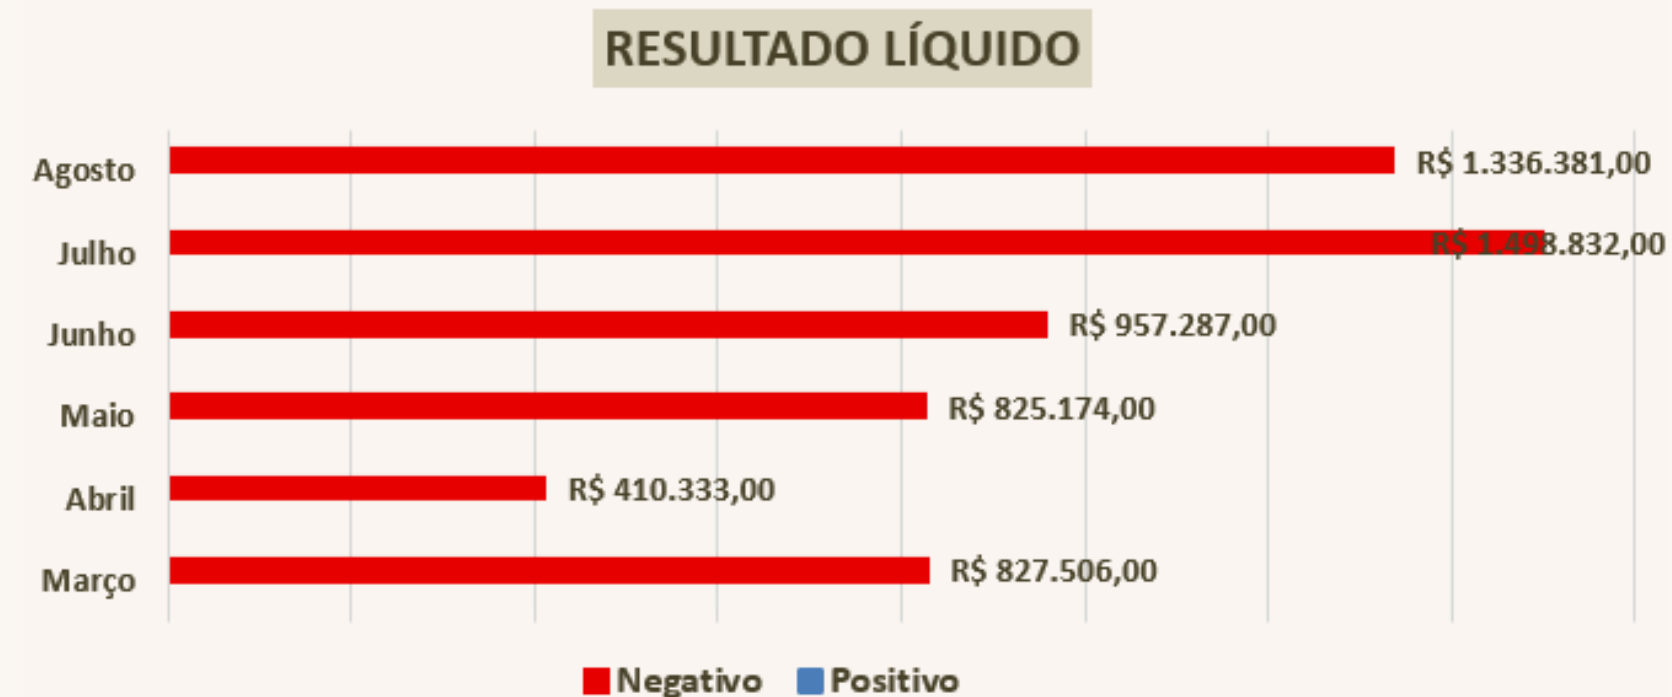 RESULTADO LÍQUIDO
Agosto R$ 1.336.381,00
Julho R$ 1.498.832,00
Junho R$ 957.287,00
Maio R$ 825.174,00
Abril R$ 410.333,00
Março R$ 827.506,00
Negativo Positivo